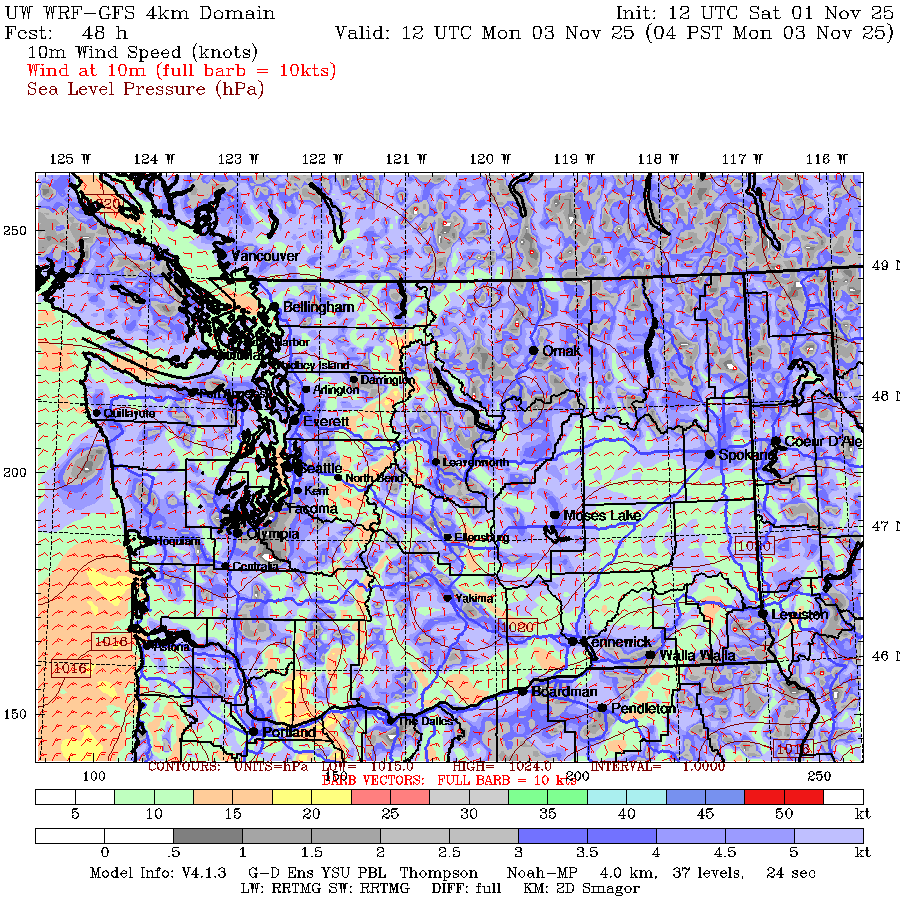 UW WRF-GFS 4km Domain Init: 12 UTC Sat 01 Nov 25
Fcst: 48 h Valid: 12 UTC Mon 03 Nov 25 (04 PST Mon 03 Nov 25)
10m Wind Speed (knots)
Wind at 10m (full barb = 10kts)
Sea Level Pressure (hPa)
125 W 124 W 123 W 122 W 121 W 120 W 119 W 118 W 117 W 116 W
1020
250
Vancouver
49 N
Bellingham
Omak
Darrington
Arlington
48 N
Quillayute
Everett
Coeur D'Alene
Spokane
Leavenworth
200
Seattle
North Bend
Kent
Tacoma
Moses Lake
47 N
Olympia
Hoquiam
Ellensburg
1020
Centralia
Yakima
Lewiston
1020
1018
Kennewick
Astoria
Walla Walla
46 N
1016
Boardman
Pendleton
150
The Dalles
Portland
1018
CONTOURS: UNITS=hPa LOW= 1015.0 HIGH= 1024.0 INTERVAL= 1.0000
100 150 200 250
BARB VECTORS: FULL BARB = 10 kts
5 10 15 20 25 30 35 40 45 50 kt
0 .5 1 1.5 2 2.5 3 3.5 4 4.5 5 kt
Model Info: V4.1.3 G-D Ens YSU PBL Thompson Noah-MP 4.0 km, 37 levels, 24 sec
LW: RRTMG SW: RRTMG DIFF: full KM: 2D Smagor